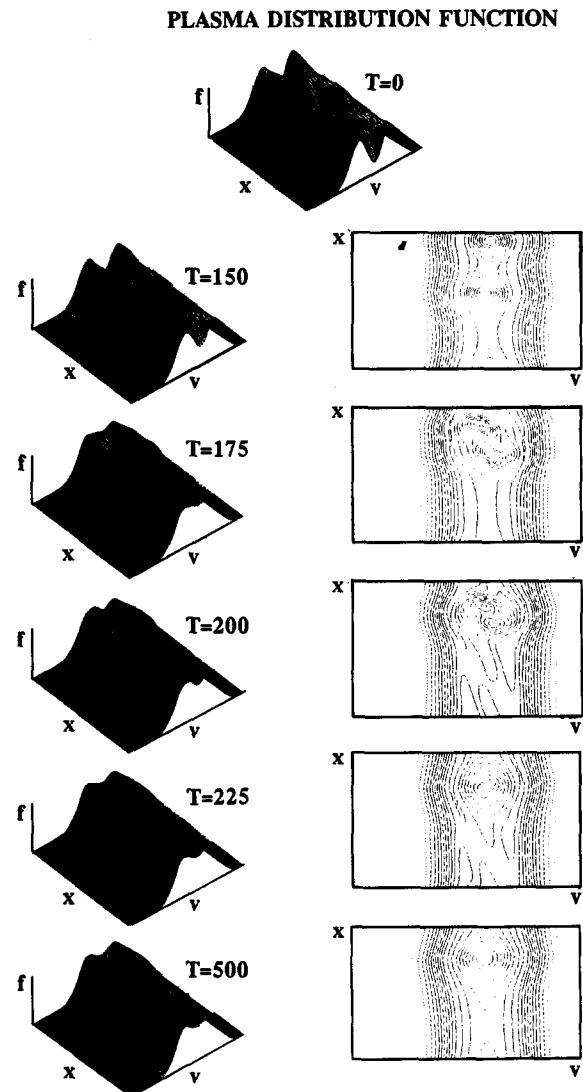 PLASMA DISTRIBUTION FUNCTION
f
T=0
x
v
f
T=150
x
v
x
v
f
T=175
x
v
x
v
f
T=200
x
v
x
v
f
T=225
x
v
x
v
f
T=500
x
v
x
v